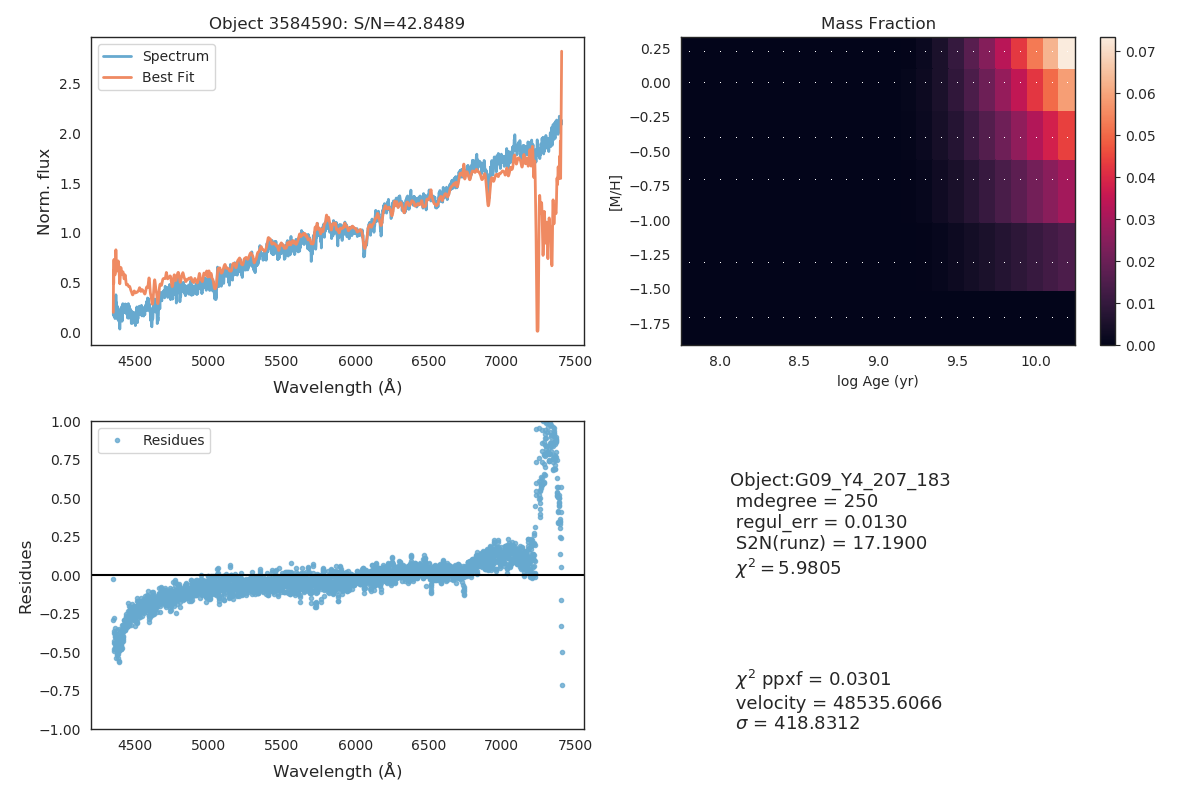 Object 3584590: S/N=42.8489
Spectrum
Best Fit
Norm. flux
2.5
2.0
1.5
1.0
0.5
0.0
4500 5000 5500 6000 6500 7000 7500
Wavelength (Å)
Mass Fraction
[M/H]
0.25
0.00
−0.25
−0.50
−0.75
−1.00
−1.25
−1.50
−1.75
8.0 8.5 9.0 9.5 10.0
log Age (yr)
0.07
0.06
0.05
0.04
0.03
0.02
0.01
0.00
Residues
Residues
1.00
0.75
0.50
0.25
0.00
−0.25
−0.50
−0.75
−1.00
4500 5000 5500 6000 6500 7000 7500
Wavelength (Å)
Object:G09_Y4_207_183
mdegree = 250
regul_err = 0.0130
S2N(runz) = 17.1900
χ² = 5.9805
χ² ppxf = 0.0301
velocity = 48535.6066
σ = 418.8312